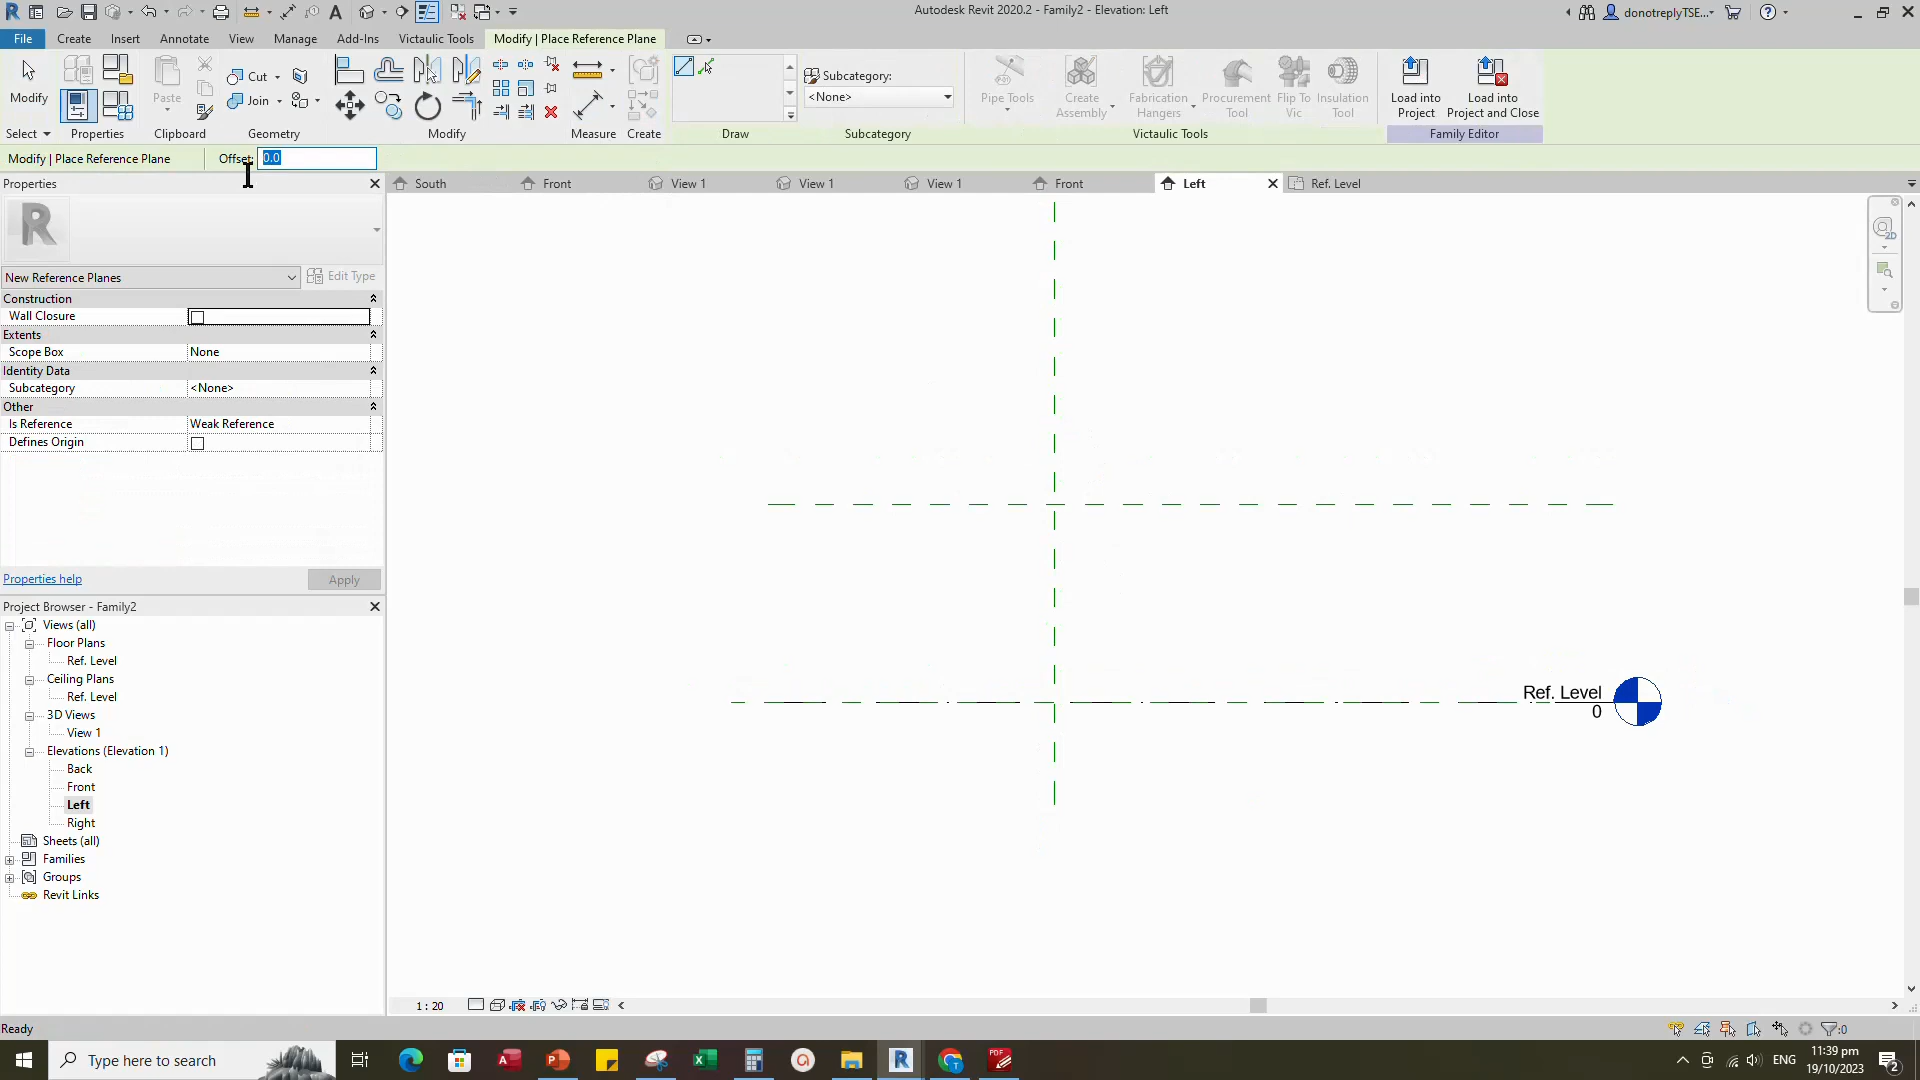 Autodesk Revit 2020.2 - Family2 - Elevation: Left
donotreplyTSE...
File
Create
Insert
Annotate
View
Manage
Add-Ins
Victaulic Tools
Modify | Place Reference Plane
Modify
Paste
Cut
Join
Subcategory:
<None>
Pipe Tools
Create Assembly
Fabrication Hangers
Procurement Tool
Flip To Vic
Insulation Tool
Load into Project
Load into Project and Close
Select
Properties
Clipboard
Geometry
Modify
Measure
Create
Draw
Subcategory
Victaulic Tools
Family Editor
Modify | Place Reference Plane
Offset:
0.0
Properties
South
Front
View 1
View 1
View 1
Front
Left
Ref. Level
New Reference Planes
Edit Type
Construction
Wall Closure
Extents
Scope Box
None
Identity Data
Subcategory
<None>
Other
Is Reference
Weak Reference
Defines Origin
Properties help
Apply
Project Browser - Family2
Views (all)
Floor Plans
Ref. Level
Ceiling Plans
Ref. Level
3D Views
View 1
Elevations (Elevation 1)
Back
Front
Left
Right
Sheets (all)
Families
Groups
Revit Links
Ref. Level
0
2D
1 : 20
Ready
:0
Type here to search
PDF
ENG
11:39 pm
19/10/2023
2